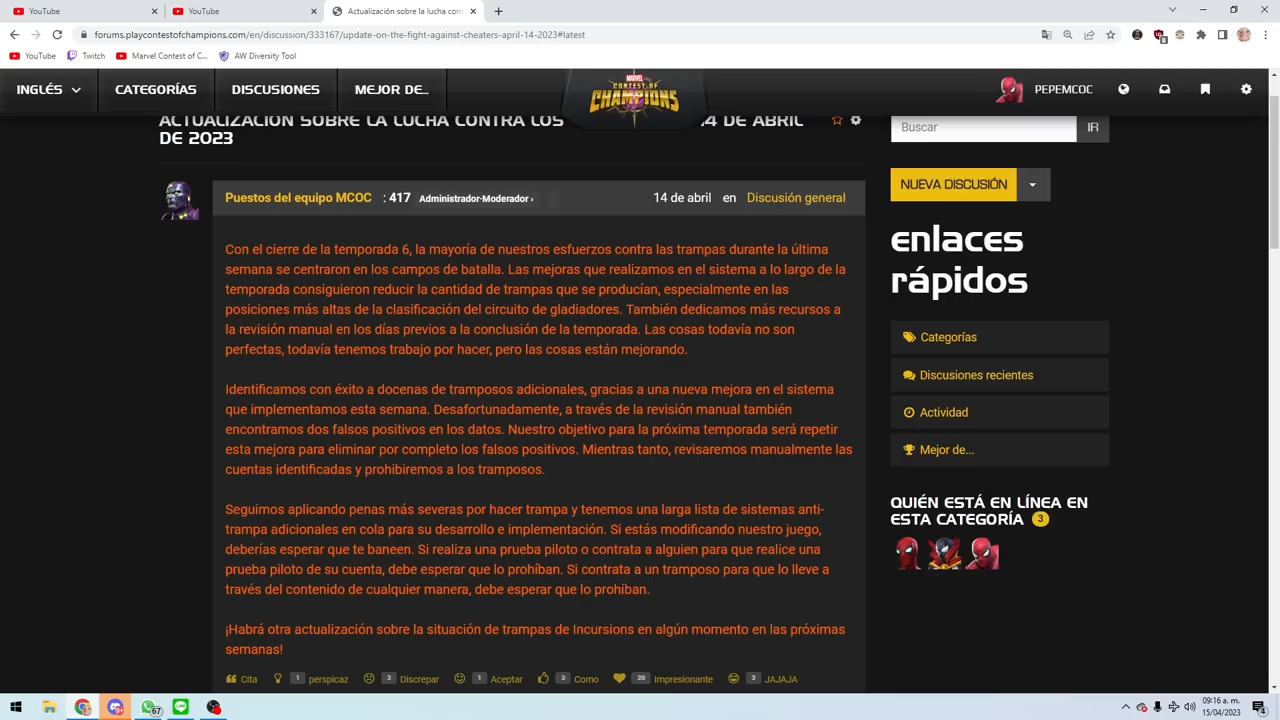 YouTube
YouTube
Actualización sobre la lucha cont
forums.playcontestofchampions.com/en/discussion/333167/update-on-the-fight-against-cheaters-april-14-2023#latest
YouTube
Twitch
Marvel Contest of C...
AW Diversity Tool
INGLÉS
CATEGORÍAS
DISCUSIONES
MEJOR DE...
MARVEL
CONTEST OF
CHAMPIONS
PEPEMCOC
ACTUALIZACIÓN SOBRE LA LUCHA CONTRA LOS
14 DE ABRIL
DE 2023
Buscar
IR
Puestos del equipo MCOC : 417 Administrador-Moderador ›
14 de abril en Discusión general
NUEVA DISCUSIÓN
Con el cierre de la temporada 6, la mayoría de nuestros esfuerzos contra las trampas durante la última
semana se centraron en los campos de batalla. Las mejoras que realizamos en el sistema a lo largo de la
temporada consiguieron reducir la cantidad de trampas que se producían, especialmente en las
posiciones más altas de la clasificación del circuito de gladiadores. También dedicamos más recursos a
la revisión manual en los días previos a la conclusión de la temporada. Las cosas todavía no son
perfectas, todavía tenemos trabajo por hacer, pero las cosas están mejorando.
Identificamos con éxito a docenas de tramposos adicionales, gracias a una nueva mejora en el sistema
que implementamos esta semana. Desafortunadamente, a través de la revisión manual también
encontramos dos falsos positivos en los datos. Nuestro objetivo para la próxima temporada será repetir
esta mejora para eliminar por completo los falsos positivos. Mientras tanto, revisaremos manualmente las
cuentas identificadas y prohibiremos a los tramposos.
Seguimos aplicando penas más severas por hacer trampa y tenemos una larga lista de sistemas anti-
trampa adicionales en cola para su desarrollo e implementación. Si estás modificando nuestro juego,
deberías esperar que te baneen. Si realiza una prueba piloto o contrata a alguien para que realice una
prueba piloto de su cuenta, debe esperar que lo prohíban. Si contrata a un tramposo para que lo lleve a
través del contenido de cualquier manera, debe esperar que lo prohíban.
¡Habrá otra actualización sobre la situación de trampas de Incursions en algún momento en las próximas
semanas!
Cita
1 perspicaz
3 Discrepar
1 Aceptar
3 Como
20 Impresionante
3 JAJAJA
enlaces
rápidos
Categorías
Discusiones recientes
Actividad
Mejor de...
QUIÉN ESTÁ EN LÍNEA EN
ESTA CATEGORÍA 3
67
09:16 a. m.
15/04/2023
4